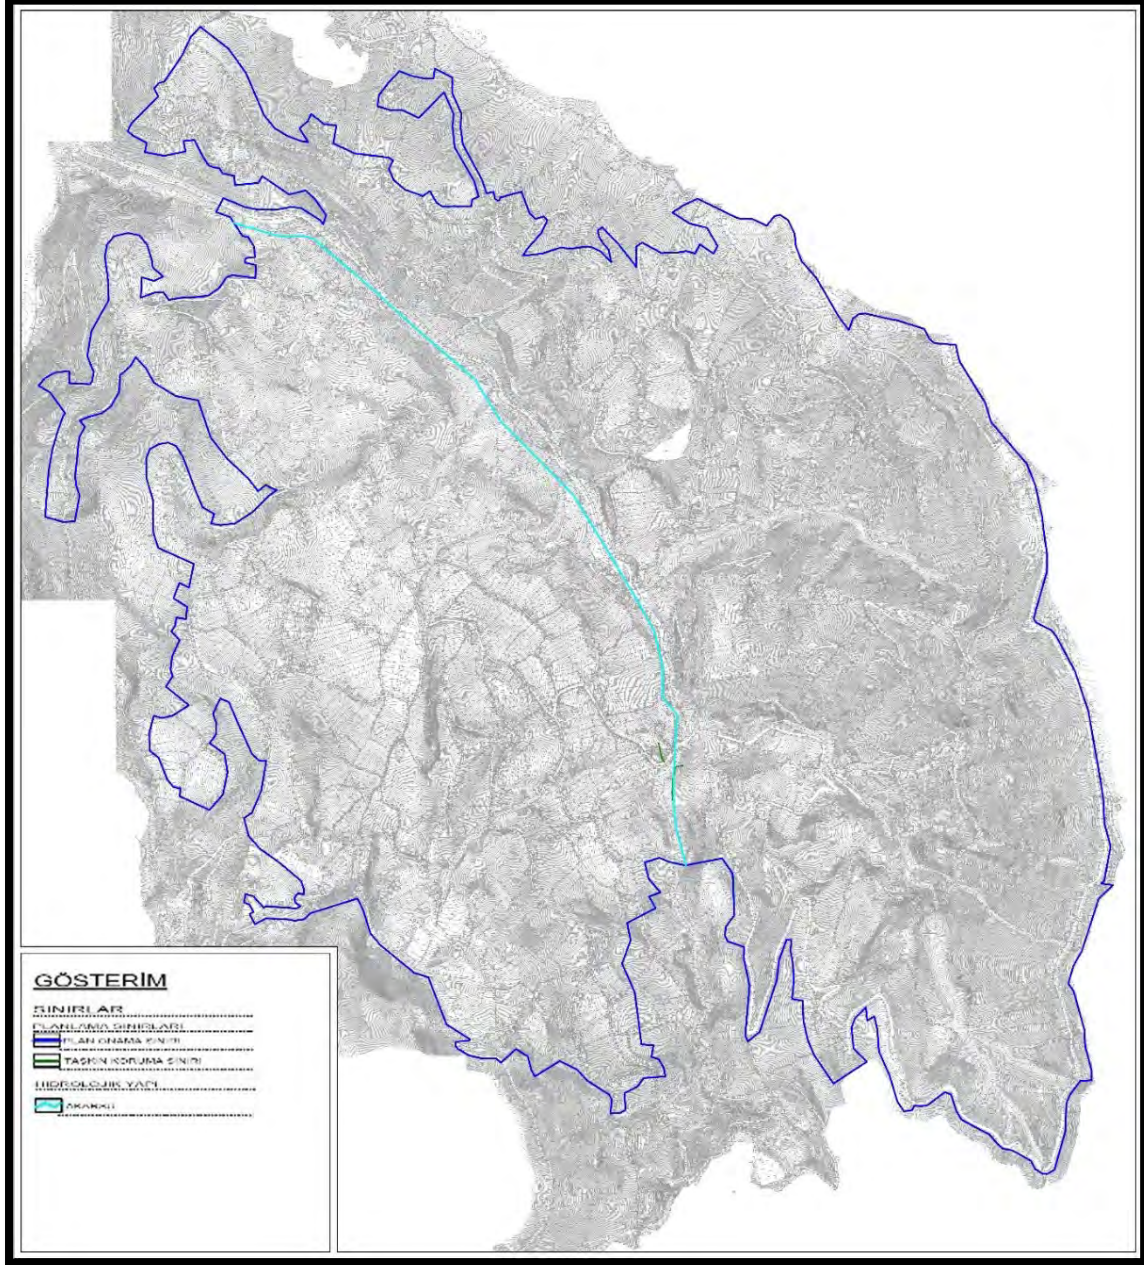 GÖSTERİM
SINIRLAR
PLANLAMA SINIRLARI
PLAN ONAMA SINIRI
TAŞKIN KORUMA SINIRI
HİDROLOJİK YAPI
AKARSU